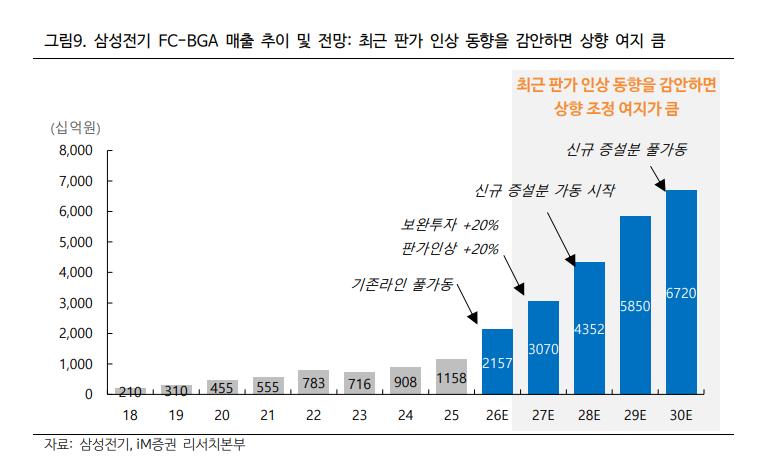 그림9. 삼성전기 FC-BGA 매출 추이 및 전망: 최근 판가 인상 동향을 감안하면 상향 여지 큼
최근 판가 인상 동향을 감안하면
상향 조정 여지가 큼
(십억원)
신규 증설분 풀가동
신규 증설분 가동 시작
보완투자 +20%
판가인상 +20%
기존라인 풀가동
8,000
7,000
6,000
5,000
4,000
3,000
2,000
1,000
0
210
310
455
555
783
716
908
1158
2157
3070
4352
5850
6720
18
19
20
21
22
23
24
25
26E
27E
28E
29E
30E
자료: 삼성전기, iM증권 리서치본부